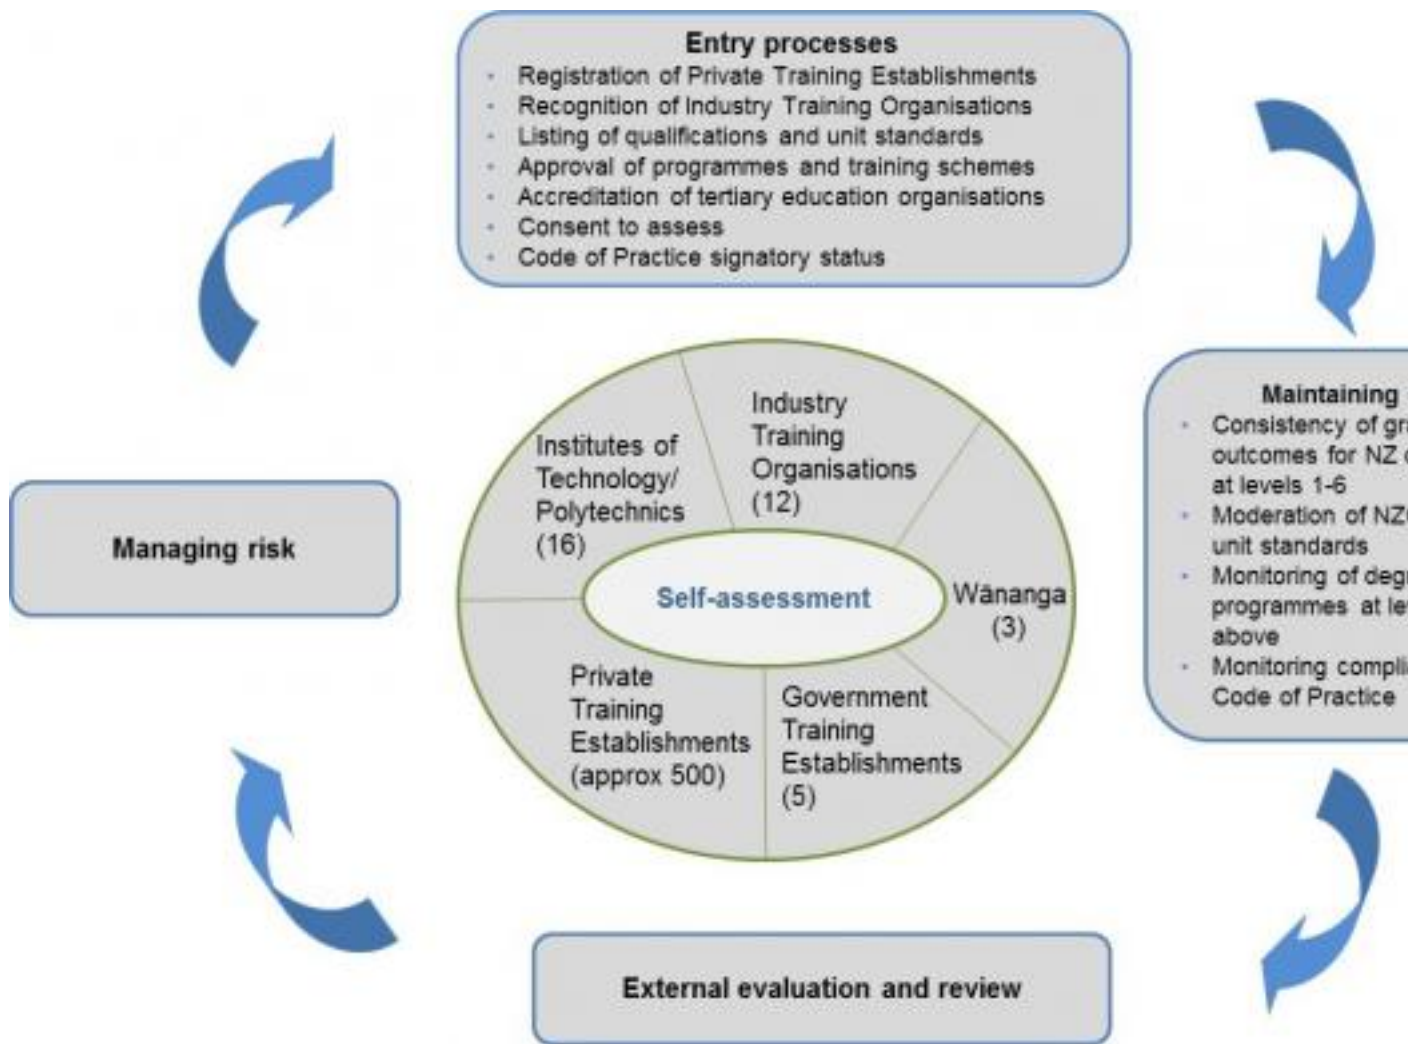 Entry processes
Registration of Private Training Establishments
Recognition of Industry Training Organisations
Listing of qualifications and unit standards
Approval of programmes and training schemes
Accreditation of tertiary education organisations
Consent to assess
Code of Practice signatory status
Maintaining
Consistency of
outcomes for NZ
at levels 1-6
Moderation of
unit standards
Monitoring of
programmes at
above
Monitoring
Code of Practice
Industry
Training
Organisations
(12)
Institutes of
Technology/
Polytechnics
(16)
Managing risk
Self-assessment
Wānanga
(3)
Private
Training
Establishments
(approx 500)
Government
Training
Establishments
(5)
External evaluation and review